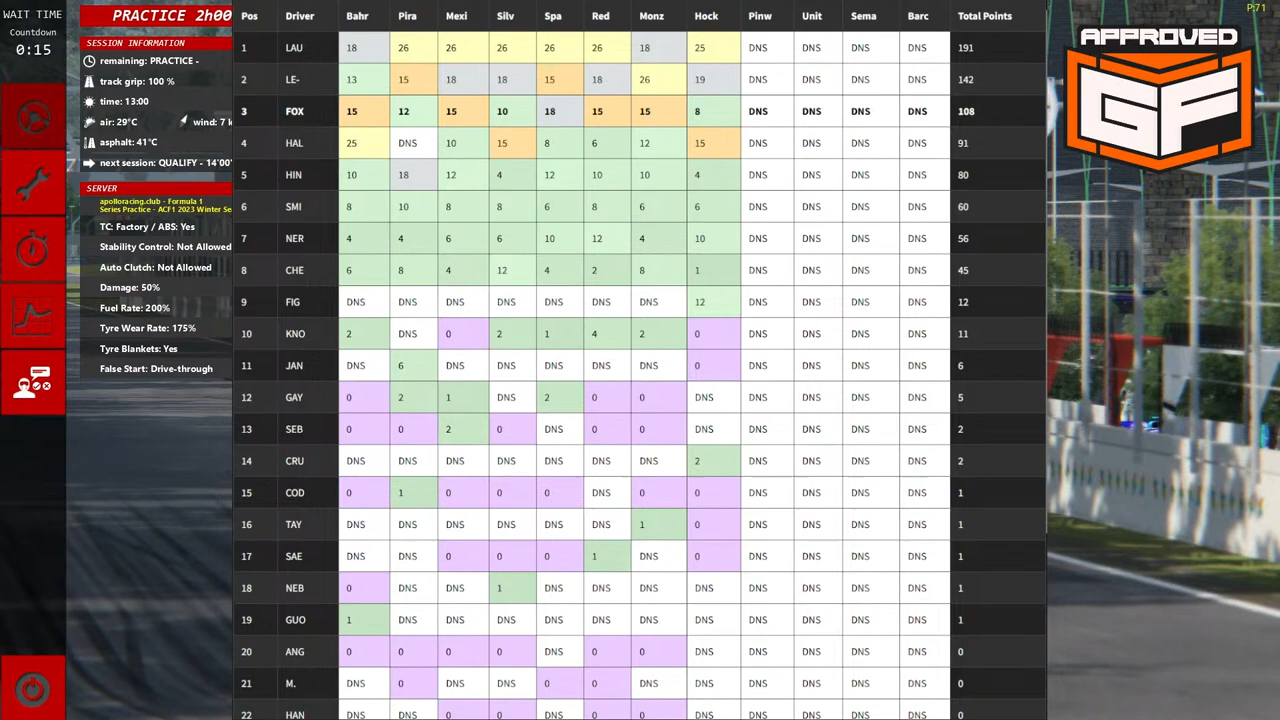 WAIT TIME
Countdown
0:15
PRACTICE 2h00
SESSION INFORMATION
remaining: PRACTICE -
track grip: 100 %
time: 13:00
air: 29°C wind: 7 k
asphalt: 41°C
next session: QUALIFY - 14'00"
SERVER
apolloracing.club - Formula 1
Series Practice - ACF1 2023 Winter Se
TC: Factory / ABS: Yes
Stability Control: Not Allowed
Auto Clutch: Not Allowed
Damage: 50%
Fuel Rate: 200%
Tyre Wear Rate: 175%
Tyre Blankets: Yes
False Start: Drive-through
Pos Driver Bahr Pira Mexi Silv Spa Red Monz Hock Pinw Unit Sema Barc Total Points
1 LAU 18 26 26 26 26 26 18 25 DNS DNS DNS DNS 191
2 LE- 13 15 18 18 15 18 26 19 DNS DNS DNS DNS 142
3 FOX 15 12 15 10 18 15 15 8 DNS DNS DNS DNS 108
4 HAL 25 DNS 10 15 8 6 12 15 DNS DNS DNS DNS 91
5 HIN 10 18 12 4 12 10 10 4 DNS DNS DNS DNS 80
6 SMI 8 10 8 8 6 8 6 6 DNS DNS DNS DNS 60
7 NER 4 4 6 6 10 12 4 10 DNS DNS DNS DNS 56
8 CHE 6 8 4 12 4 2 8 1 DNS DNS DNS DNS 45
9 FIG DNS DNS DNS DNS DNS DNS DNS 12 DNS DNS DNS DNS 12
10 KNO 2 DNS 0 2 1 4 2 0 DNS DNS DNS DNS 11
11 JAN DNS 6 DNS DNS DNS DNS DNS 0 DNS DNS DNS DNS 6
12 GAY 0 2 1 DNS 2 0 0 DNS DNS DNS DNS DNS 5
13 SEB 0 0 2 0 DNS 0 0 DNS DNS DNS DNS DNS 2
14 CRU DNS DNS DNS DNS DNS DNS DNS 2 DNS DNS DNS DNS 2
15 COD 0 1 0 0 0 DNS 0 0 DNS DNS DNS DNS 1
16 TAY DNS DNS DNS DNS DNS DNS 1 0 DNS DNS DNS DNS 1
17 SAE DNS DNS 0 0 0 1 DNS 0 DNS DNS DNS DNS 1
18 NEB 0 DNS DNS 1 DNS DNS DNS DNS DNS DNS DNS DNS 1
19 GUO 1 DNS DNS DNS DNS DNS DNS DNS DNS DNS DNS DNS 1
20 ANG 0 0 0 0 DNS 0 0 DNS DNS DNS DNS DNS 0
21 M. DNS 0 DNS DNS 0 0 DNS DNS DNS DNS DNS DNS 0
22 HAN DNS DNS 0 0 0 0 0 DNS DNS DNS DNS DNS 0
P:71
APPROVED
GF